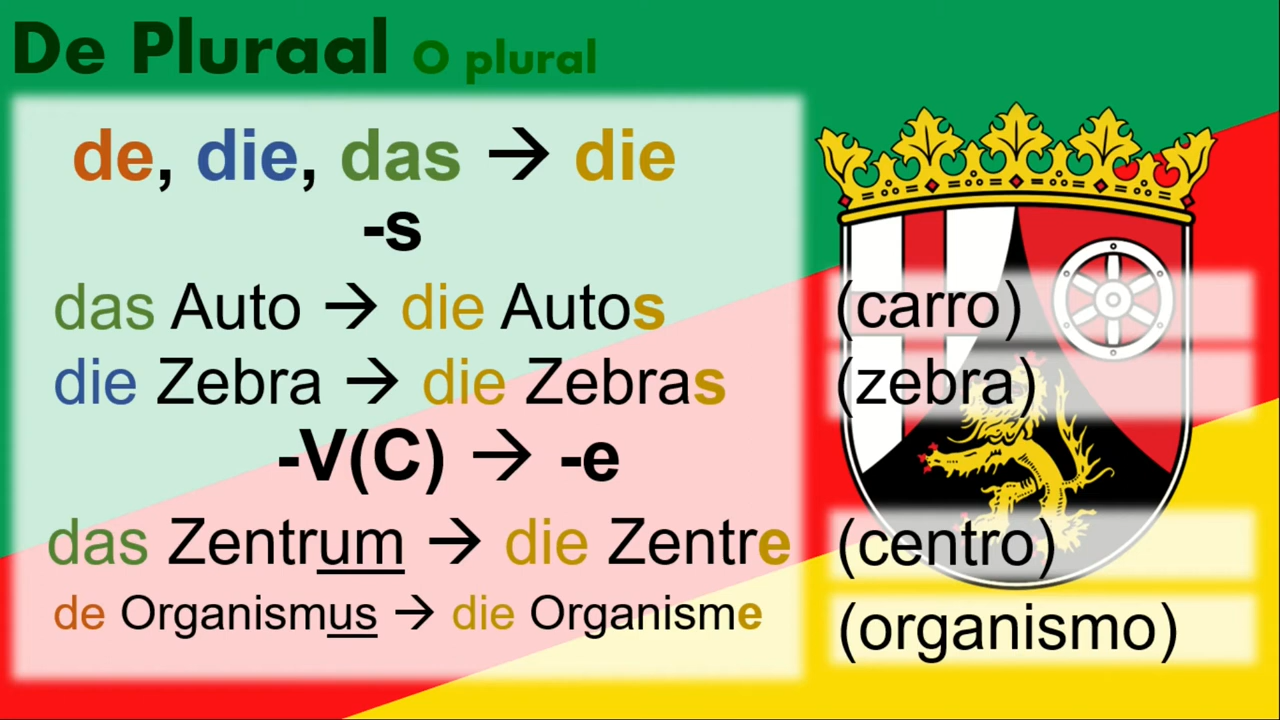 De Pluraal O plural
de, die, das → die
-s
das Auto → die Autos (carro)
die Zebra → die Zebras (zebra)
-V(C) → -e
das Zentrum → die Zentre (centro)
de Organismus → die Organisme (organismo)